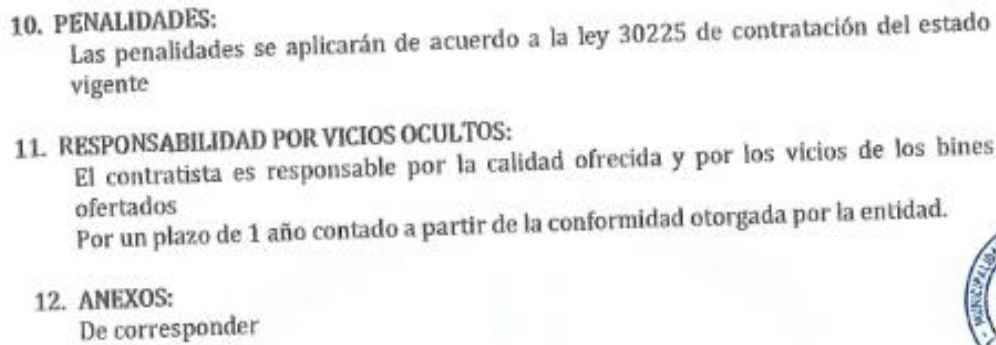 10. PENALIDADES:
Las penalidades se aplicarán de acuerdo a la ley 30225 de contratación del estado
vigente
11. RESPONSABILIDAD POR VICIOS OCULTOS:
El contratista es responsable por la calidad ofrecida y por los vicios de los bines
ofertados
Por un plazo de 1 año contado a partir de la conformidad otorgada por la entidad.
12. ANEXOS:
De corresponder